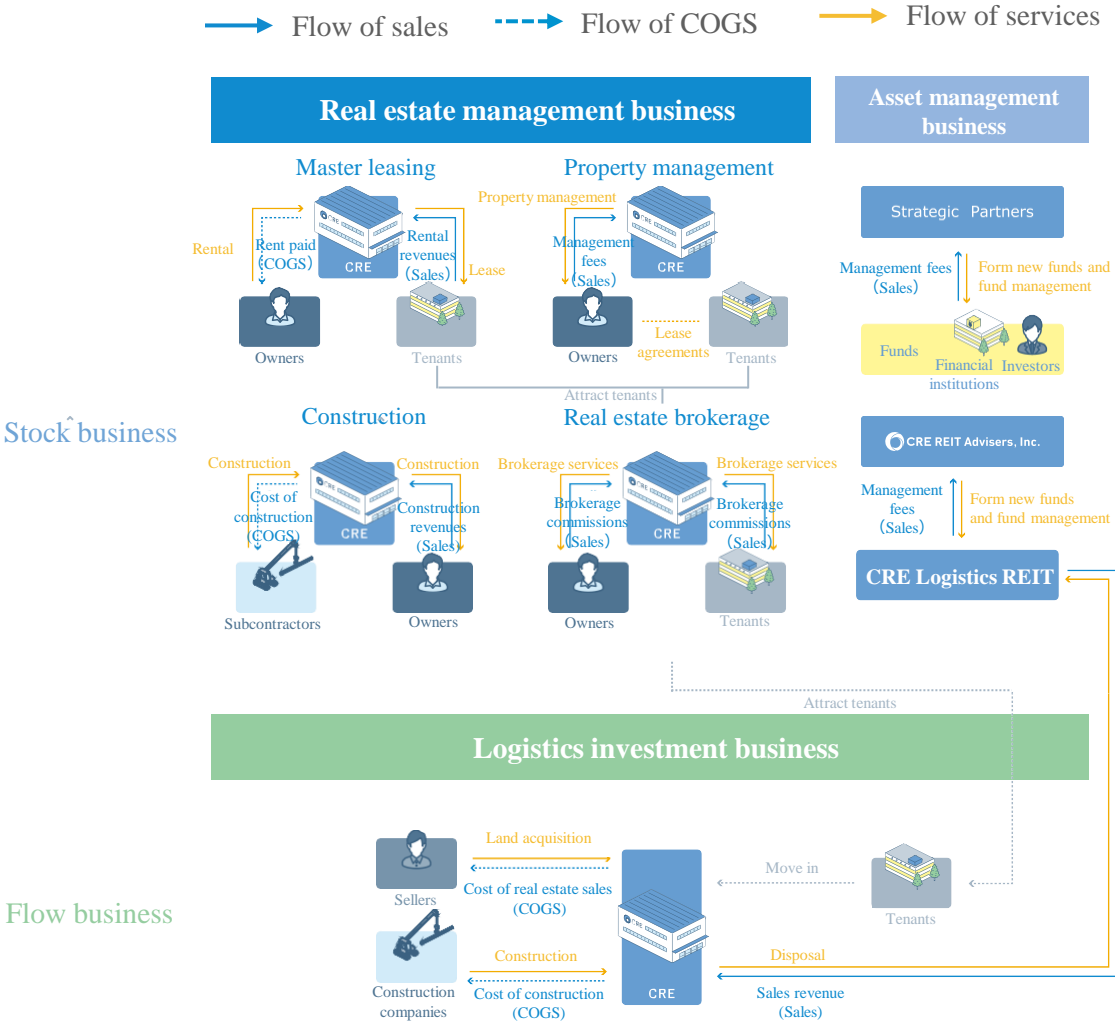 Flow of sales
Flow of COGS
Flow of services
Real estate management business
Asset management
business
Master leasing
Property management
Rental
Rent paid
(COGS)
CRE
CRE
Rental
revenues
(Sales)
Lease
Owners
Tenants
Property management
Management
fees
(Sales)
CRE
CRE
Lease
agreements
Owners
Tenants
Attract tenants
Strategic Partners
Management fees
(Sales)
Form new funds and
fund management
Funds
Financial
institutions
Investors
Stock business
Construction
Real estate brokerage
Construction
Cost of
construction
(COGS)
CRE
CRE
Construction
Construction
revenues
(Sales)
Subcontractors
Owners
Brokerage services
Brokerage
commissions
(Sales)
CRE
CRE
Brokerage services
Brokerage
commissions
(Sales)
Owners
Tenants
CRE REIT Advisers, Inc.
Management
fees
(Sales)
Form new funds
and fund management
CRE Logistics REIT
Attract tenants
Logistics investment business
Flow business
Sellers
Land acquisition
Cost of real estate sales
(COGS)
Construction
companies
Construction
Cost of construction
(COGS)
CRE
CRE
Move in
Tenants
Disposal
Sales revenue
(Sales)